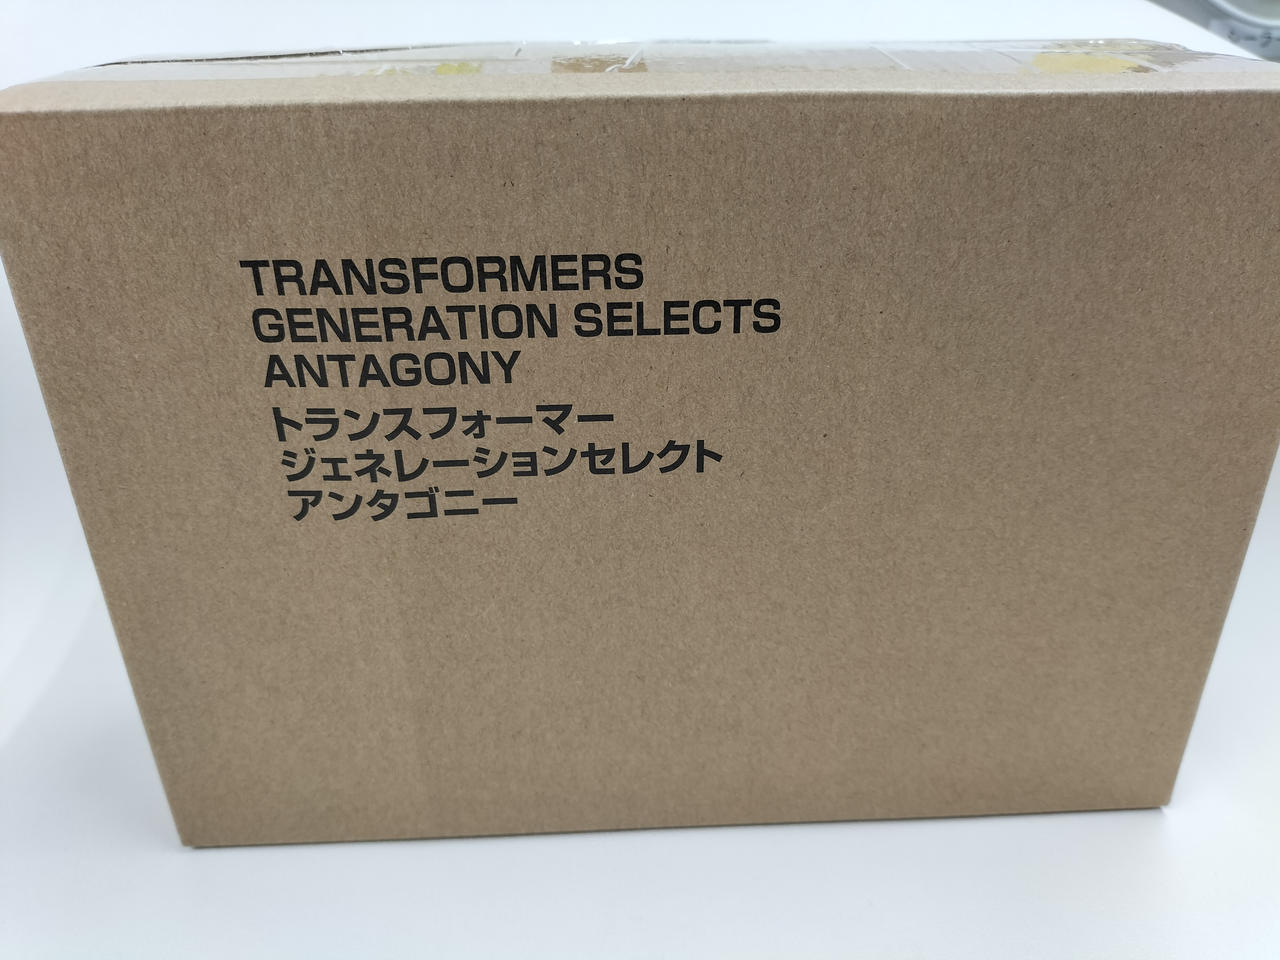 TRANSFORMERS
GENERATION SELECTS
ANTAGONY
トランスフォーマー
ジェネレーションセレクト
アンタゴニー